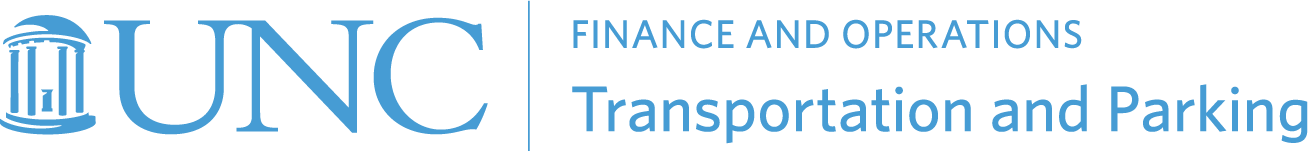 UNC
FINANCE AND OPERATIONS
Transportation and Parking